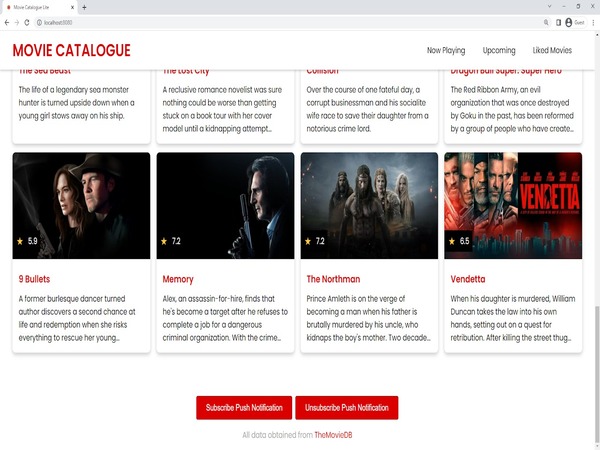 Movie Catalogue Lite
localhost:8080
Guest
MOVIE CATALOGUE
Now Playing
Upcoming
Liked Movies
The Sea Beast
The life of a legendary sea monster
hunter is turned upside down when a
young girl stows away on his ship.
The Lost City
A reclusive romance novelist was sure
nothing could be worse than getting
stuck on a book tour with her cover
model until a kidnapping attempt...
Collision
Over the course of one fateful day, a
corrupt businessman and his socialite
wife race to save their daughter from a
notorious crime lord.
Dragon Ball Super: Super Hero
The Red Ribbon Army, an evil
organization that was once destroyed
by Goku in the past, has been reformed
by a group of people who have create...
5.9
9 Bullets
A former burlesque dancer turned
author discovers a second chance at
life and redemption when she risks
everything to rescue her young...
7.2
Memory
Alex, an assassin-for-hire, finds that
he's become a target after he refuses to
complete a job for a dangerous
criminal organization. With the crime...
7.2
The Northman
Prince Amleth is on the verge of
becoming a man when his father is
brutally murdered by his uncle, who
kidnaps the boy's mother. Two decade...
VENDETTA
6.5
Vendetta
When his daughter is murdered, William
Duncan takes the law into his own
hands, setting out on a quest for
retribution. After killing the street thug...
Subscribe Push Notification
Unsubscribe Push Notification
All data obtained from TheMovieDB